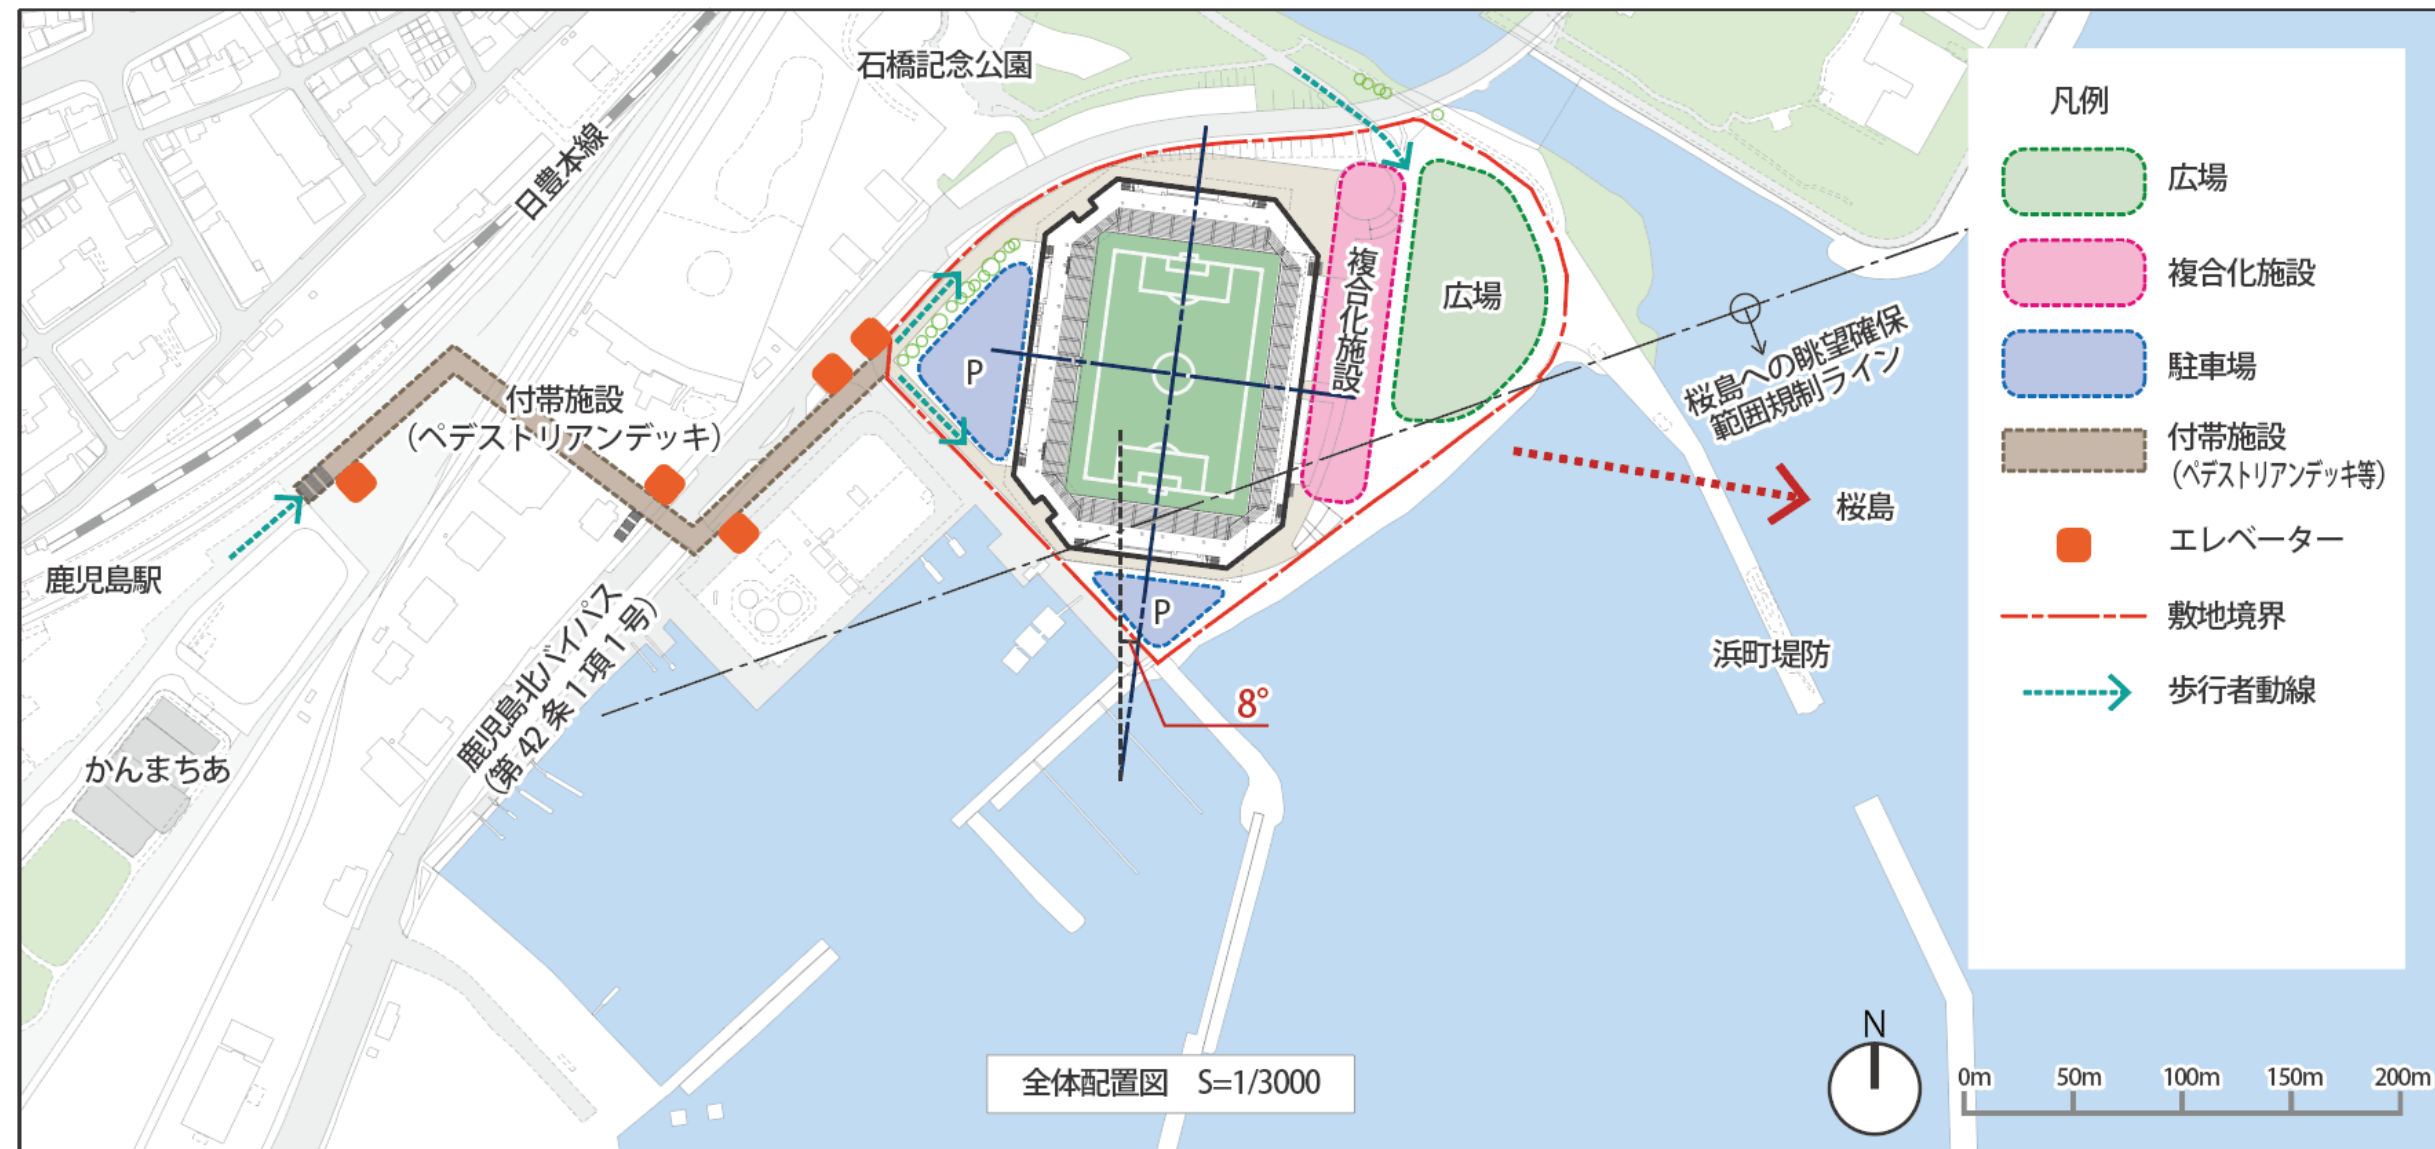 石橋記念公園
日豊本線
付帯施設
（ペデストリアンデッキ）
鹿児島駅
かんまちあ
鹿児島北バイパス
（第 42 条 1 項 1 号）
P
複合化施設
広場
P
8°
桜島への眺望確保
範囲規制ライン
桜島
浜町堤防
凡例
広場
複合化施設
駐車場
付帯施設
（ペデストリアンデッキ等）
エレベーター
敷地境界
歩行者動線
全体配置図 S=1/3000
N
0m 50m 100m 150m 200m